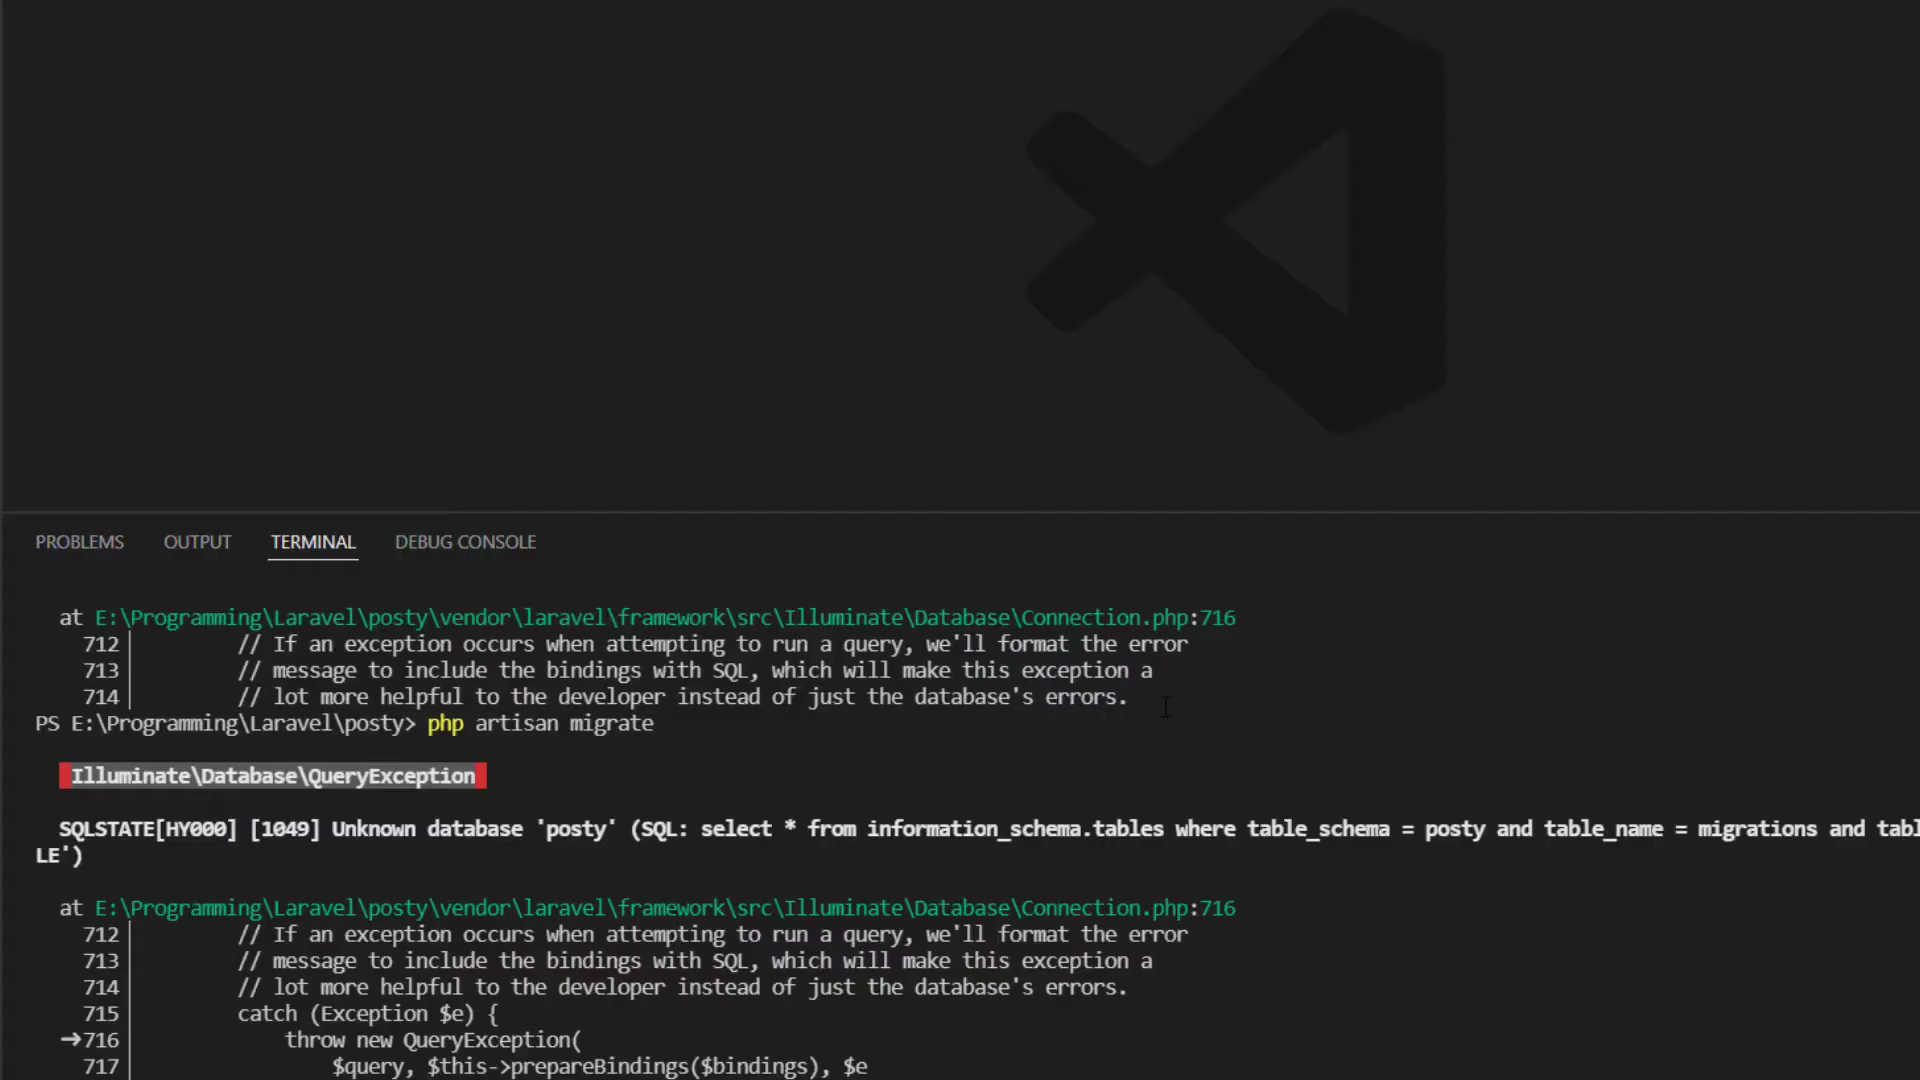 PROBLEMS OUTPUT TERMINAL DEBUG CONSOLE
at E:\Programming\Laravel\posty\vendor\laravel\framework\src\Illuminate\Database\Connection.php:716
712| // If an exception occurs when attempting to run a query, we'll format the error
713| // message to include the bindings with SQL, which will make this exception a
714| // lot more helpful to the developer instead of just the database's errors.
PS E:\Programming\Laravel\posty> php artisan migrate
Illuminate\Database\QueryException
SQLSTATE[HY000] [1049] Unknown database 'posty' (SQL: select * from information_schema.tables where table_schema = posty and table_name = migrations and tabl
LE')
at E:\Programming\Laravel\posty\vendor\laravel\framework\src\Illuminate\Database\Connection.php:716
712| // If an exception occurs when attempting to run a query, we'll format the error
713| // message to include the bindings with SQL, which will make this exception a
714| // lot more helpful to the developer instead of just the database's errors.
715| catch (Exception $e) {
➜716| throw new QueryException(
717| $query, $this->prepareBindings($bindings), $e